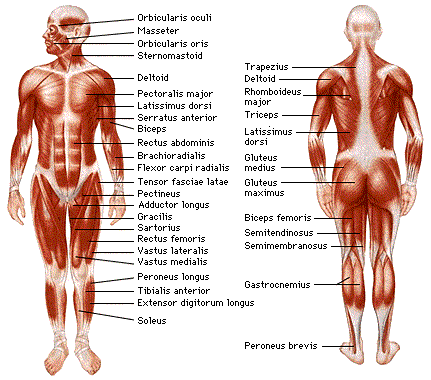 Orbicularis oculi
Masseter
Orbicularis oris
Sternomastoid
Deltoid
Pectoralis major
Latissimus dorsi
Serratus anterior
Biceps
Rectus abdominis
Brachioradialis
Flexor carpi radialis
Tensor fasciae latae
Pectineus
Adductor longus
Gracilis
Sartorius
Rectus femoris
Vastus lateralis
Vastus medialis
Peroneus longus
Tibialis anterior
Extensor digitorum longus
Soleus
Trapezius
Deltoid
Rhomboideus
major
Triceps
Latissimus
dorsi
Gluteus
medius
Gluteus
maximus
Biceps femoris
Semitendinosus
Semimembranosus
Gastrocnemius
Peroneus brevis